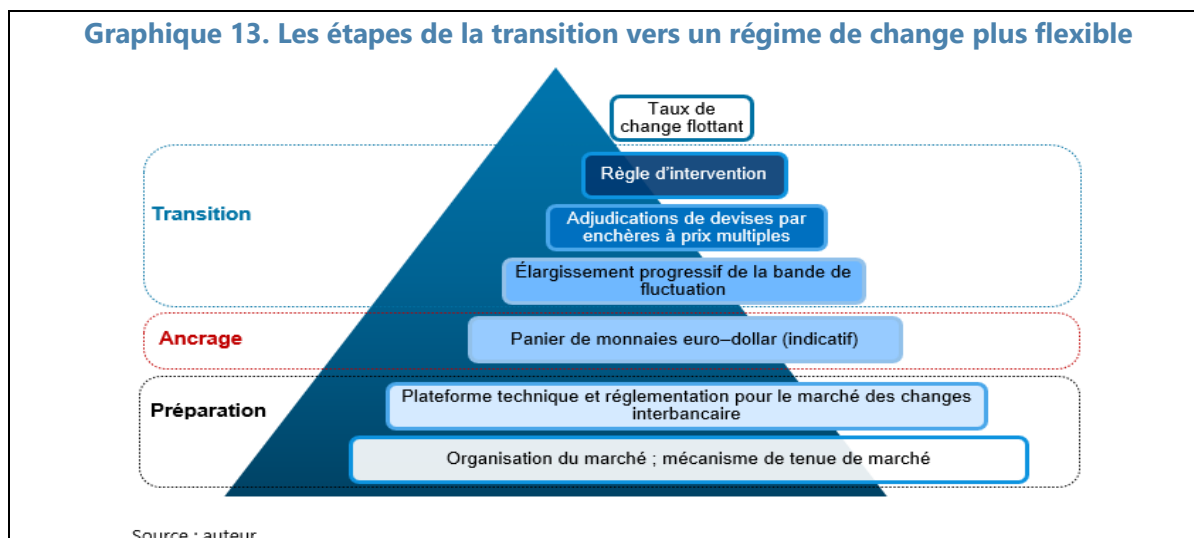 Graphique 13. Les étapes de la transition vers un régime de change plus flexible
Taux de
change flottant
Règle d'intervention
Transition
Adjudications de devises par
enchères à prix multiples
Élargissement progressif de la bande de
fluctuation
Ancrage
Panier de monnaies euro–dollar (indicatif)
Plateforme technique et réglementation pour le marché des changes
interbancaire
Préparation
Organisation du marché ; mécanisme de tenue de marché
Source : auteur